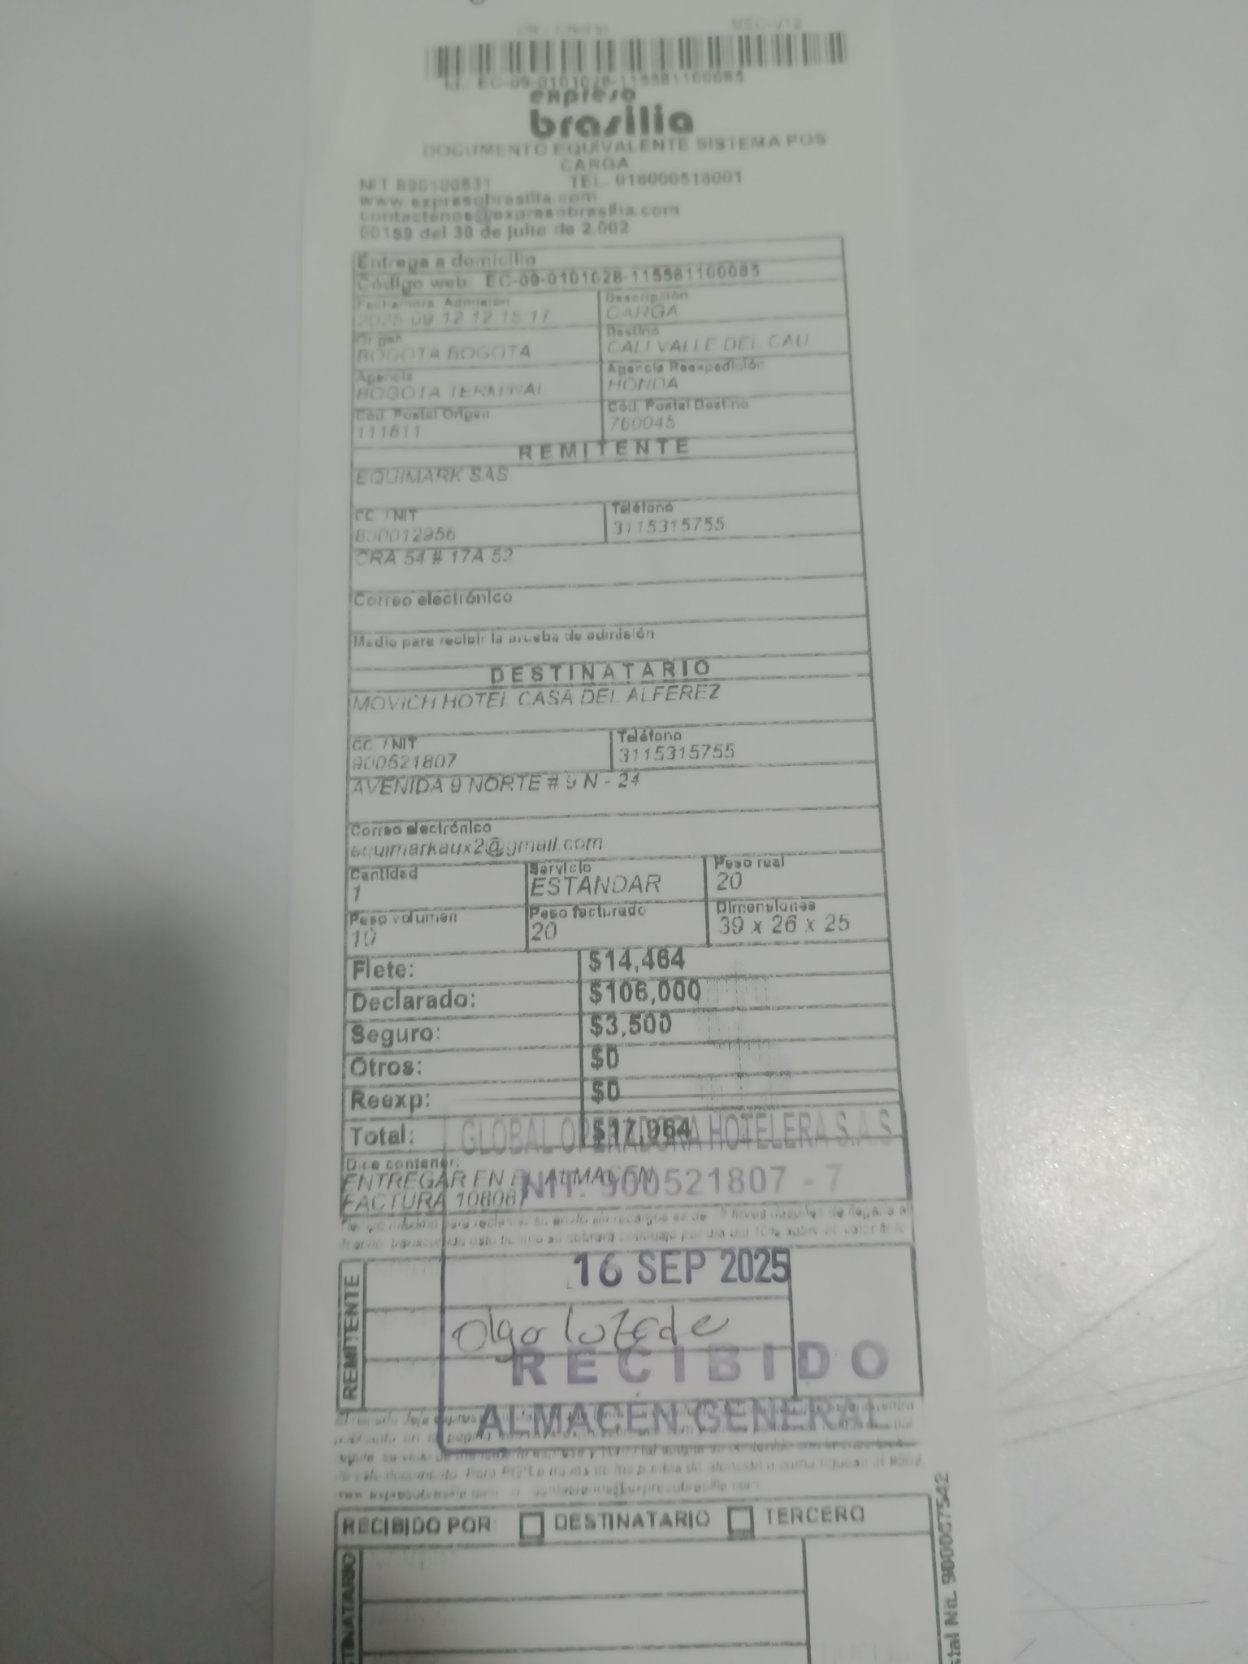 EC-09-0101028-115581100085
expreso
brasilia
DOCUMENTO EQUIVALENTE SISTEMA POS
CARGA
NIT 890100531 TEL. 018000518001
www.expresobrasilia.com
contactenos@expresobrasilia.com
00159 del 30 de julio de 2.002
Entrega a domicilio
Código web: EC-09-0101028-115581100085
Fecha/Hora Admisión Descripción
2025-09-12 12:15:17 CARGA
Origen Destino
BOGOTA BOGOTA CALI VALLE DEL CAU
Agencia Agencia Reexpedición
BOGOTA TERMINAL HONDA
Cód. Postal Origen Cód. Postal Destino
111611 760045
REMITENTE
EQUIMARK SAS
CC. / NIT Teléfono
830012956 3115315755
CRA 54 # 17A 52
Correo electrónico
Medio para recibir la prueba de admisión
DESTINATARIO
MOVICH HOTEL CASA DEL ALFEREZ
CC. / NIT Teléfono
900521807 3115315755
AVENIDA 9 NORTE # 9 N - 24
Correo electrónico
equimarkaux2@gmail.com
Cantidad Servicio Peso real
1 ESTANDAR 20
Peso volumen Peso facturado Dimensiones
10 20 39 x 26 x 25
Flete: $14,464
Declarado: $106,000
Seguro: $3,500
Otros: $0
Reexp: $0
Total: $17,964
GLOBAL OPERADORA HOTELERA S.A.S
Dice contener:
ENTREGAR EN EL ALMACEN
NIT. 900521807 - 7
FACTURA 108087
REMITENTE
16 SEP 2025
Olga
RECIBIDO
ALMACÉN GENERAL
RECIBIDO POR: DESTINATARIO TERCERO